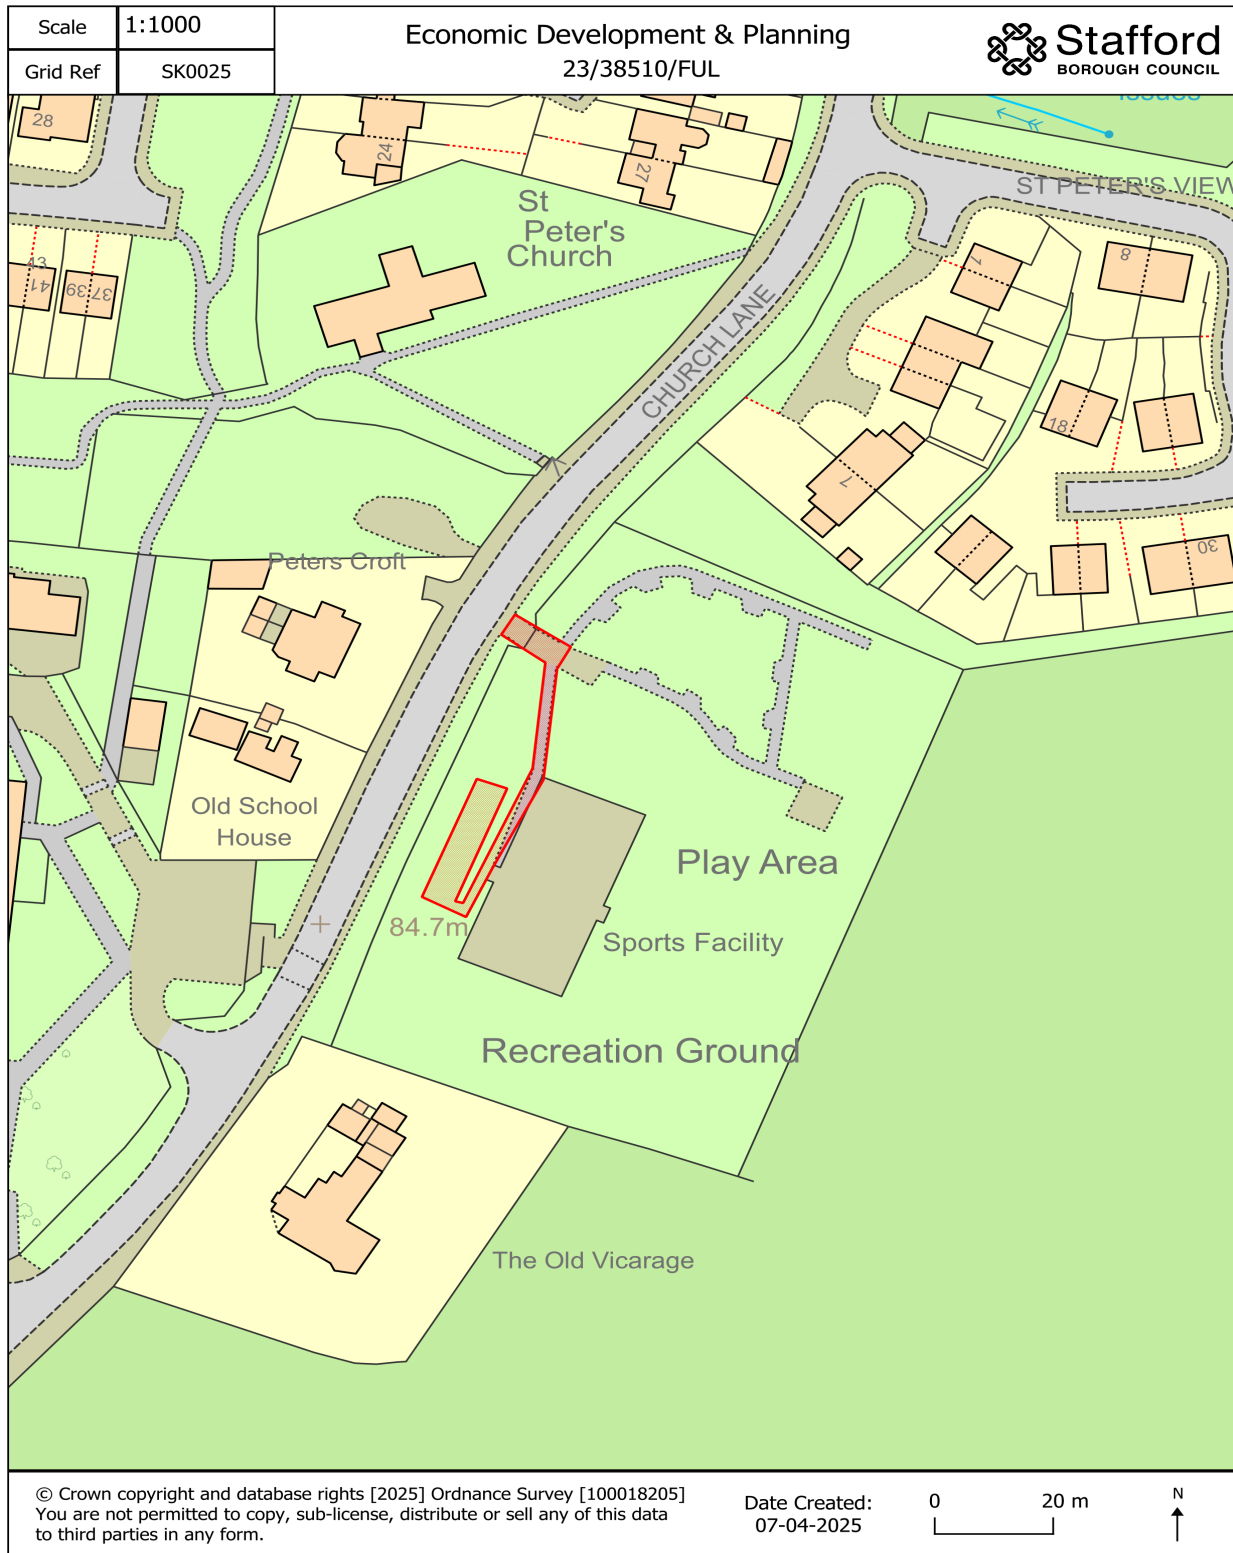 Scale
1:1000
Grid Ref
SK0025
Economic Development & Planning
23/38510/FUL
Stafford
BOROUGH COUNCIL
Issues
28
24
27
ST PETER'S VIEW
St
Peter's
Church
43
41
39
37
7
8
CHURCH LANE
18
7
30
Peters Croft
Old School
House
Play Area
84.7m
Sports Facility
Recreation Ground
The Old Vicarage
© Crown copyright and database rights [2025] Ordnance Survey [100018205]
You are not permitted to copy, sub-license, distribute or sell any of this data
to third parties in any form.
Date Created:
07-04-2025
0
20 m
N